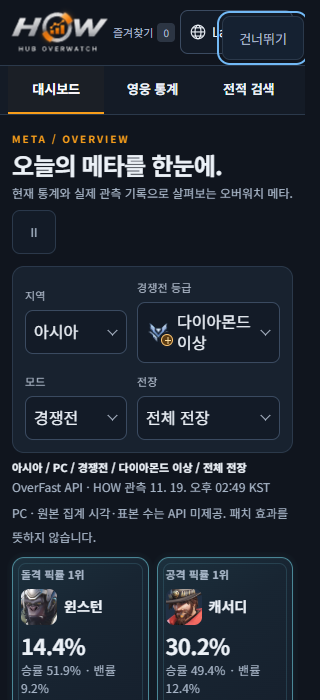 HOW
HUB OVERWATCH
즐겨찾기 0
건너뛰기
대시보드 영웅 통계 전적 검색
META / OVERVIEW
오늘의 메타를 한눈에.
현재 통계와 실제 관측 기록으로 살펴보는 오버워치 메타.
지역 경쟁전 등급
아시아 다이아몬드
이상
모드 전장
경쟁전 전체 전장
아시아 / PC / 경쟁전 / 다이아몬드 이상 / 전체 전장
OverFast API · HOW 관측 11. 19. 오후 02:49 KST
PC · 원본 집계 시각·표본 수는 API 미제공. 패치 효과를
뜻하지 않습니다.
돌격 픽률 1위 공격 픽률 1위
윈스턴 캐서디
14.4% 30.2%
승률 51.9% · 밴률 승률 49.4% · 밴률
9.2% 12.4%